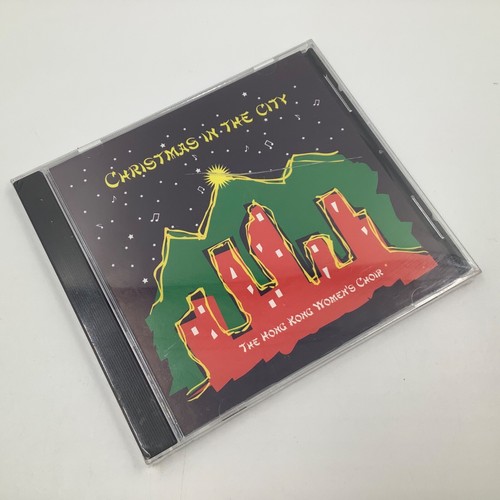 CHRISTMAS IN THE CITY
THE HONG KONG WOMEN'S CHOIR